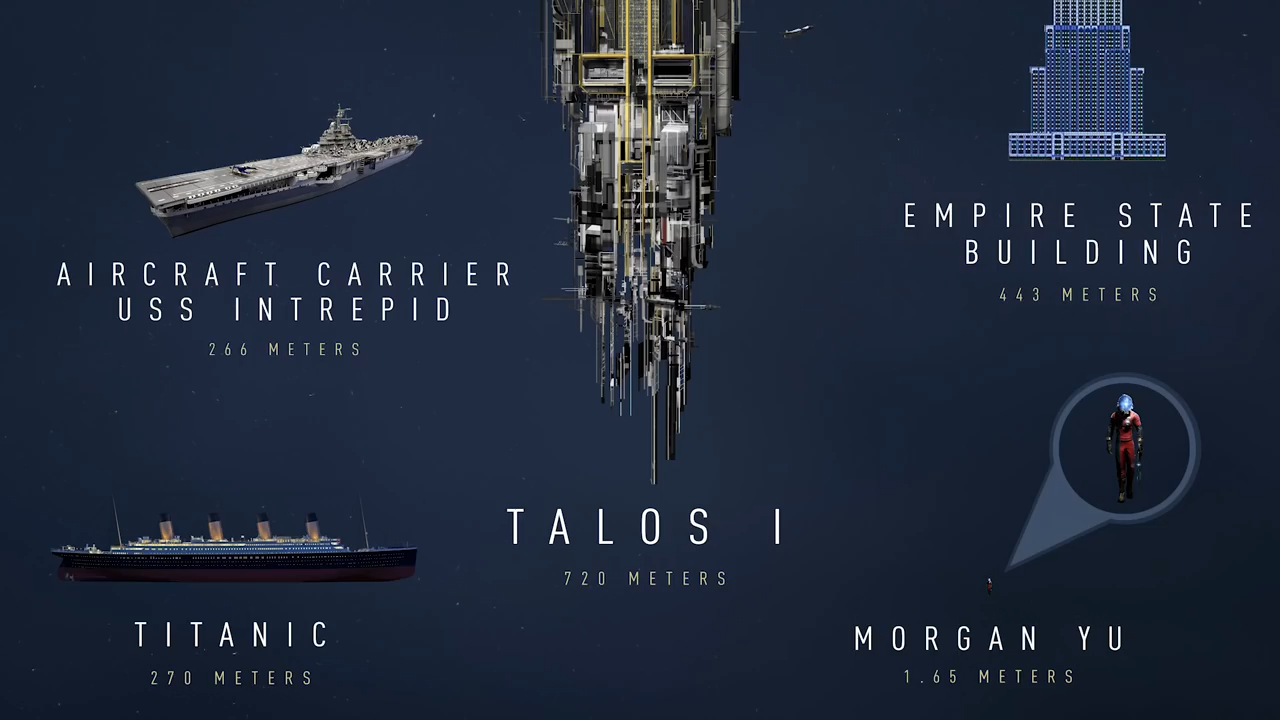 AIRCRAFT CARRIER
USS INTREPID
266 METERS
EMPIRE STATE
BUILDING
443 METERS
TALOS I
720 METERS
TITANIC
270 METERS
MORGAN YU
1.65 METERS